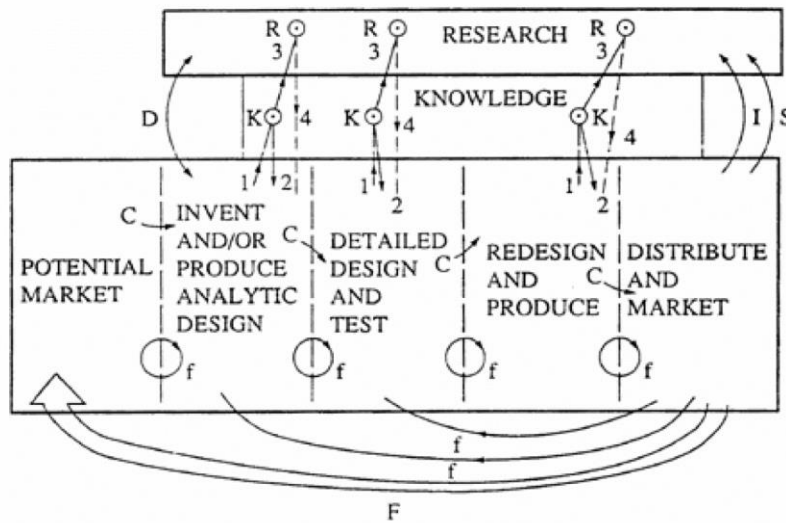 R R R
RESEARCH
3 3 3
D K 4 K 4 KNOWLEDGE K 4 I S
1 2 1 2 1 2
C INVENT
AND/OR
PRODUCE
ANALYTIC
DESIGN
POTENTIAL
MARKET
C DETAILED
DESIGN
AND
TEST
C REDESIGN
AND
PRODUCE
C DISTRIBUTE
AND
MARKET
f f f f
f
f
F